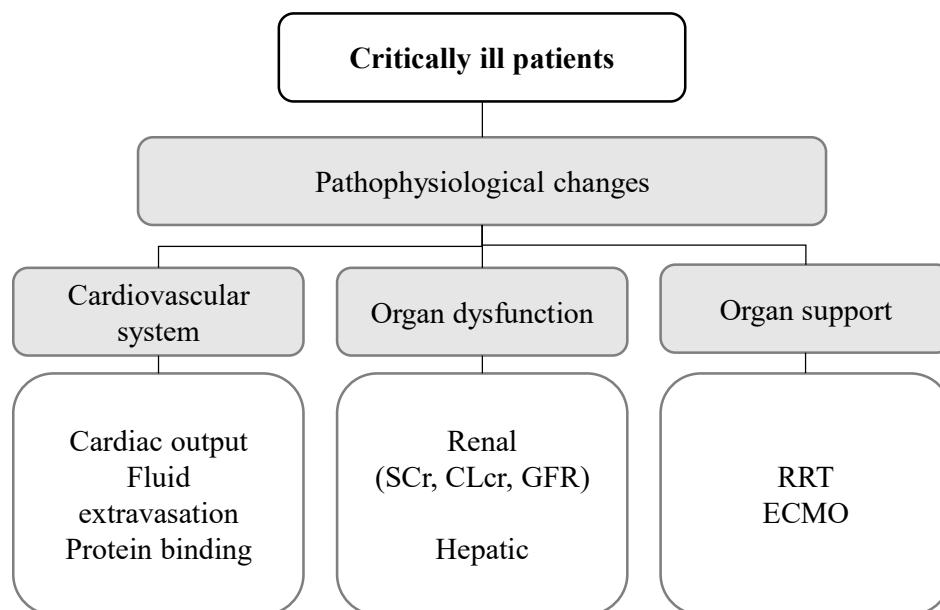 Critically ill patients
Pathophysiological changes
Cardiovascular
system
Organ dysfunction
Organ support
Cardiac output
Fluid
extravasation
Protein binding
Renal
(SCr, CLcr, GFR)
Hepatic
RRT
ECMO